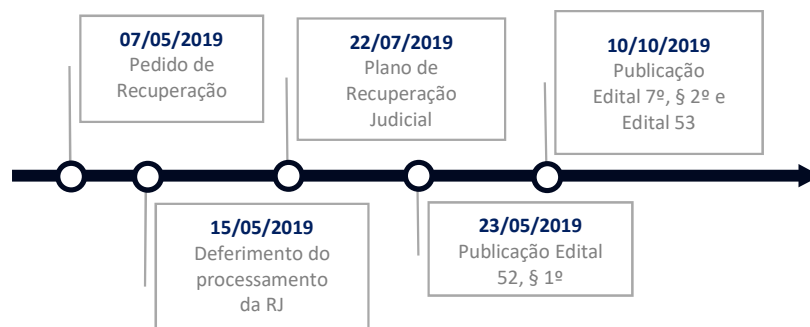 07/05/2019
Pedido de
Recuperação
22/07/2019
Plano de
Recuperação
Judicial
10/10/2019
Publicação
Edital 7º, § 2º e
Edital 53
15/05/2019
Deferimento do
processamento
da RJ
23/05/2019
Publicação Edital
52, § 1º